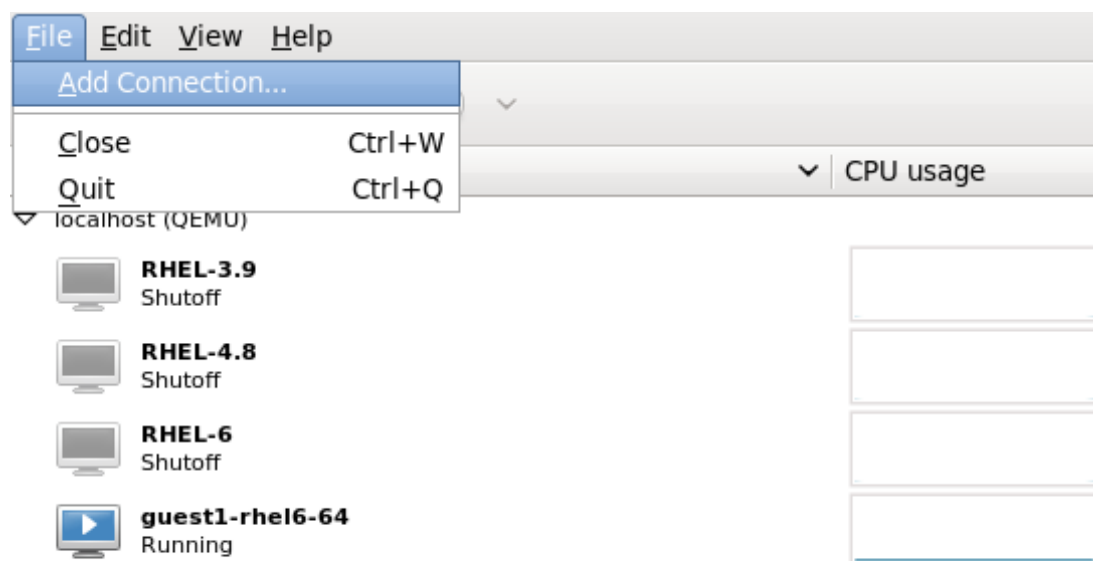 File Edit View Help
Add Connection...
Close Ctrl+W
Quit Ctrl+Q
CPU usage
localhost (QEMU)
RHEL-3.9
Shutoff
RHEL-4.8
Shutoff
RHEL-6
Shutoff
guest1-rhel6-64
Running